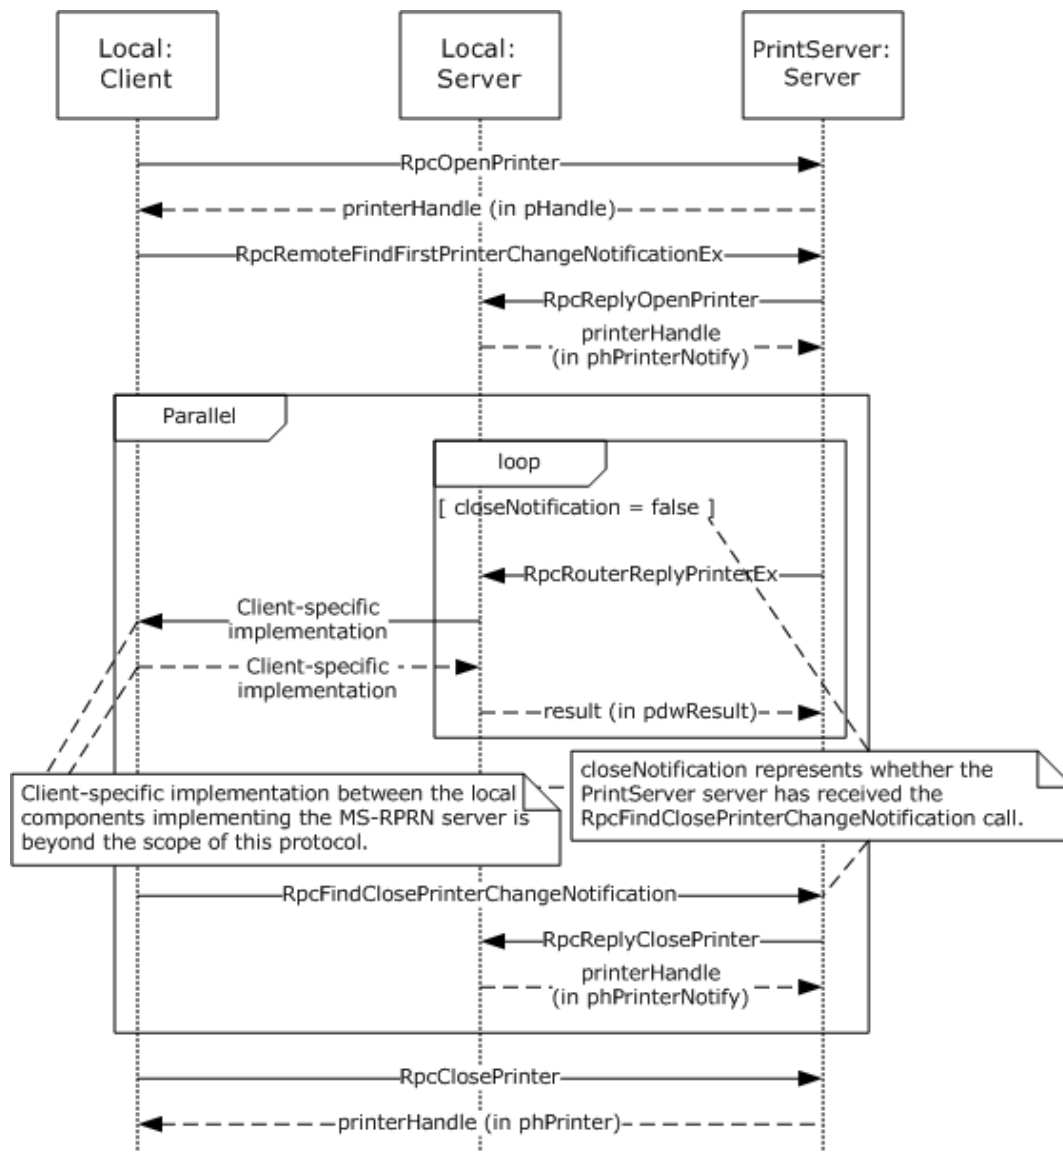 Local:
Client
Local:
Server
PrintServer:
Server
RpcOpenPrinter
printerHandle (in pHandle)
RpcRemoteFindFirstPrinterChangeNotificationEx
RpcReplyOpenPrinter
printerHandle
(in phPrinterNotify)
Parallel
loop
[ closeNotification = false ]
RpcRouterReplyPrinterEx
Client-specific
implementation
Client-specific
implementation
result (in pdwResult)
closeNotification represents whether the
PrintServer server has received the
RpcFindClosePrinterChangeNotification call.
Client-specific implementation between the local
components implementing the MS-RPRN server is
beyond the scope of this protocol.
RpcFindClosePrinterChangeNotification
RpcReplyClosePrinter
printerHandle
(in phPrinterNotify)
RpcClosePrinter
printerHandle (in phPrinter)